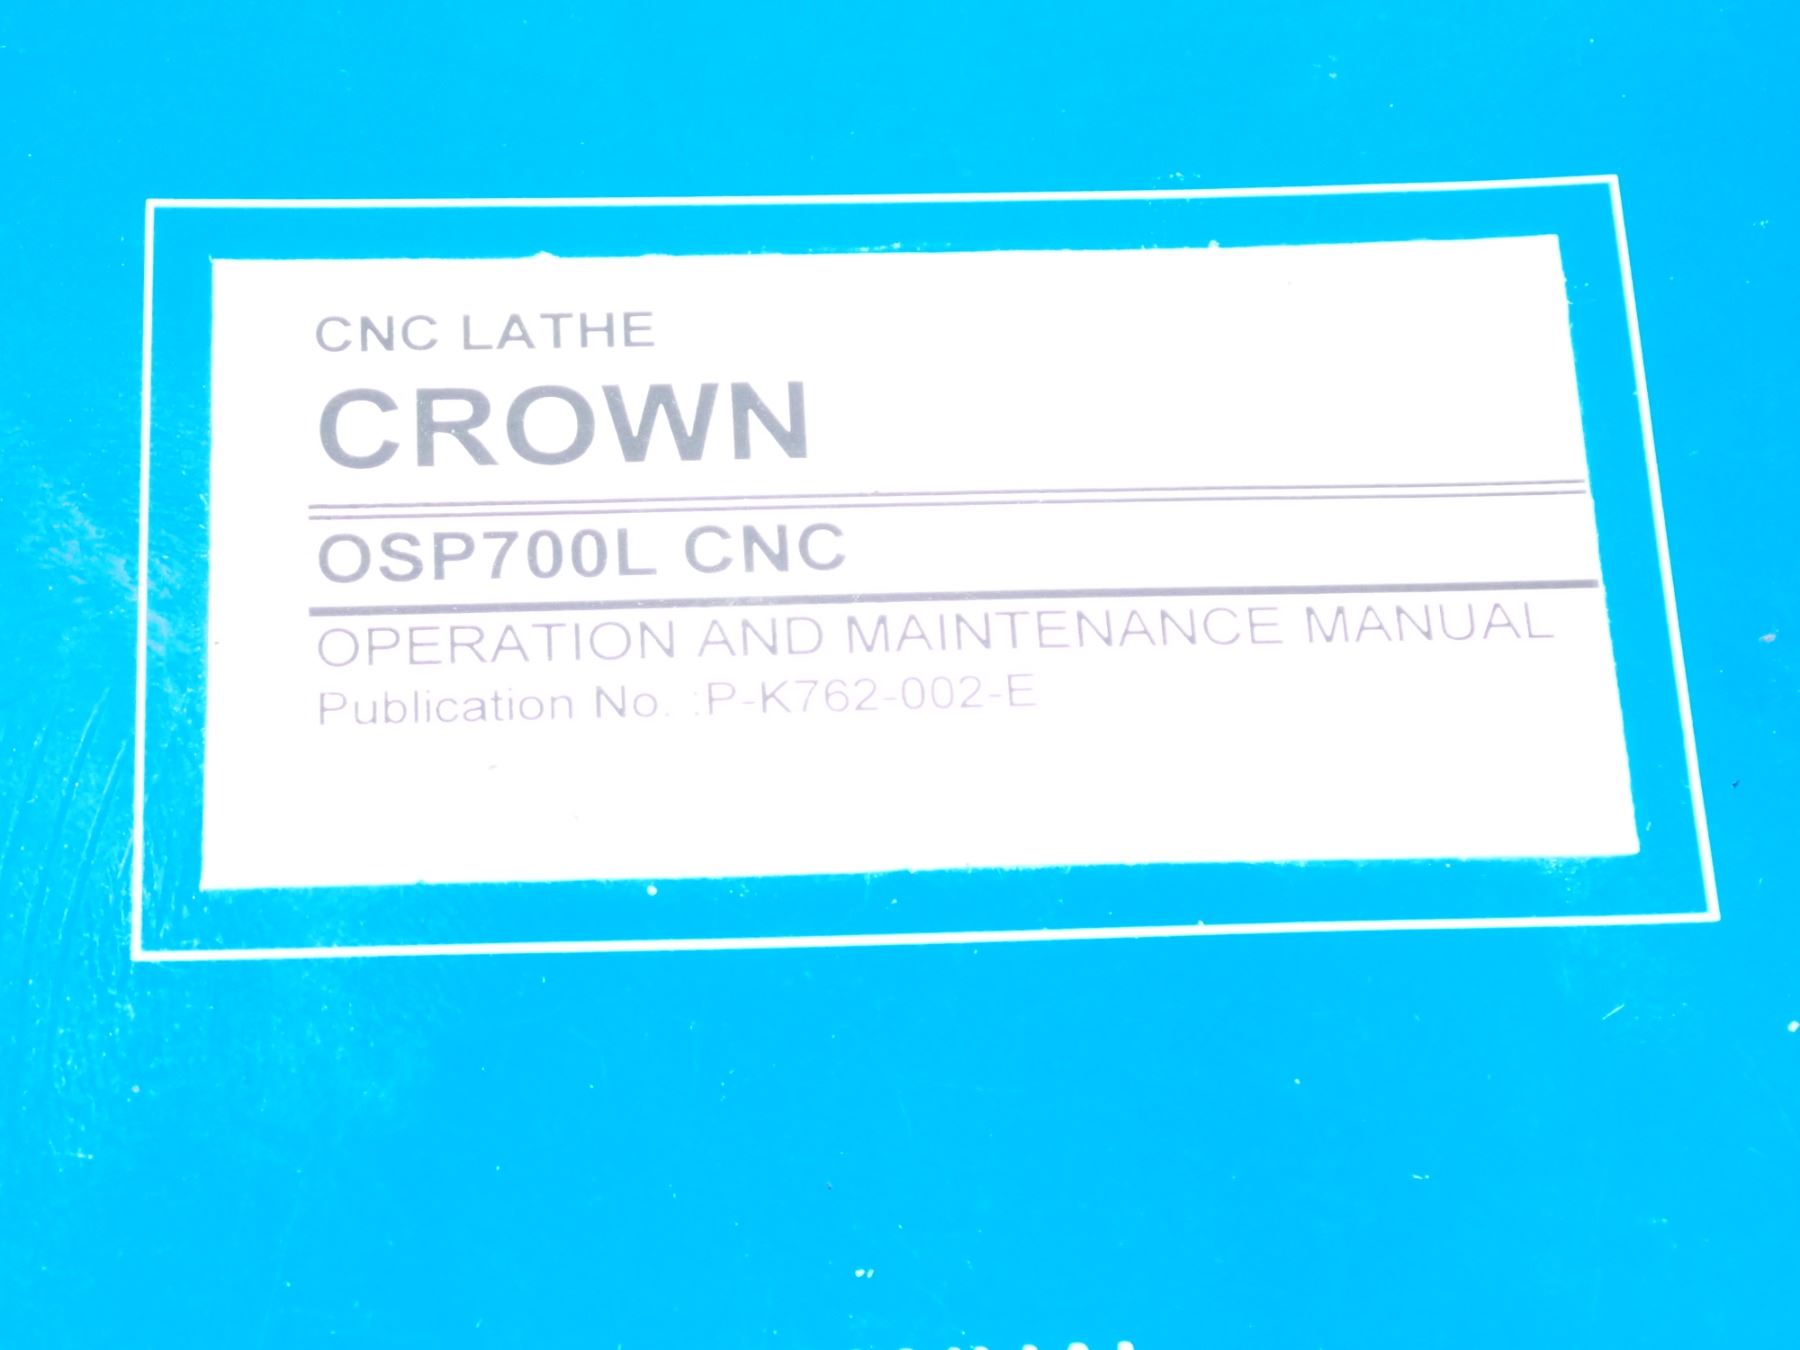 CNC LATHE
CROWN
OSP700L CNC
OPERATION AND MAINTENANCE MANUAL
Publication No. :P-K762-002-E